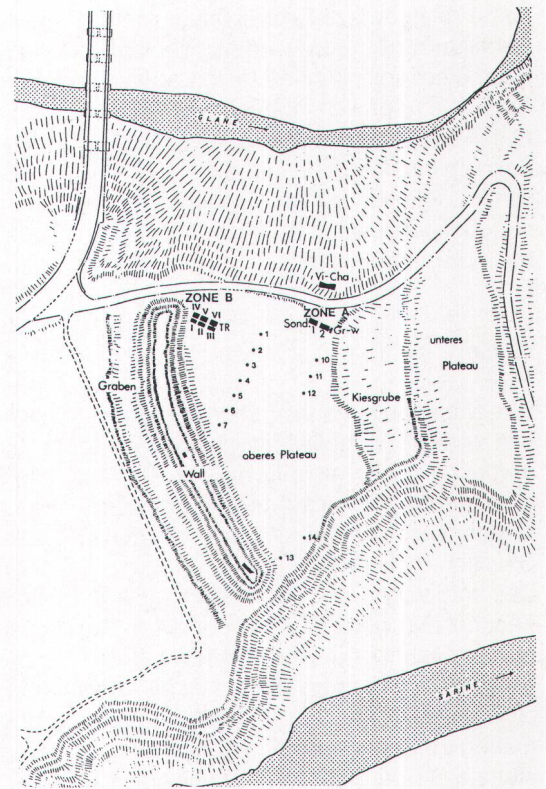 GLANE
Vi-Cha
ZONE B
ZONE A
IV V VI
I II III TR
Sond. 1 2 Gr-w
1
2
3
4
5
6
7
10
11
12
unteres
Plateau
Graben
Kiesgrube
oberes Plateau
Wall
14
13
SARINE